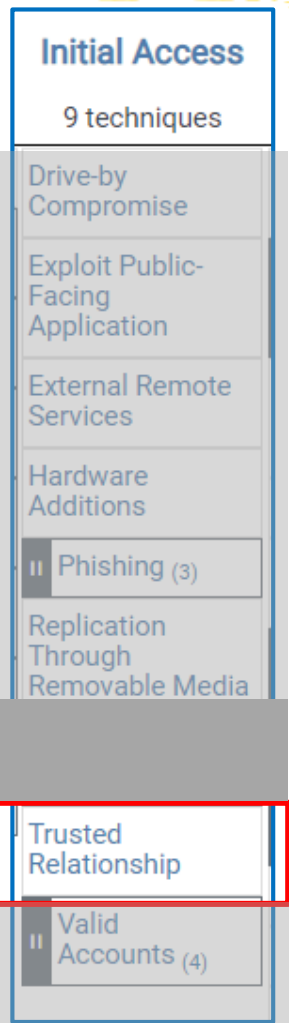 Initial Access
9 techniques
Drive-by
Compromise
Exploit Public-
Facing
Application
External Remote
Services
Hardware
Additions
Phishing (3)
Replication
Through
Removable Media
Trusted
Relationship
Valid
Accounts (4)